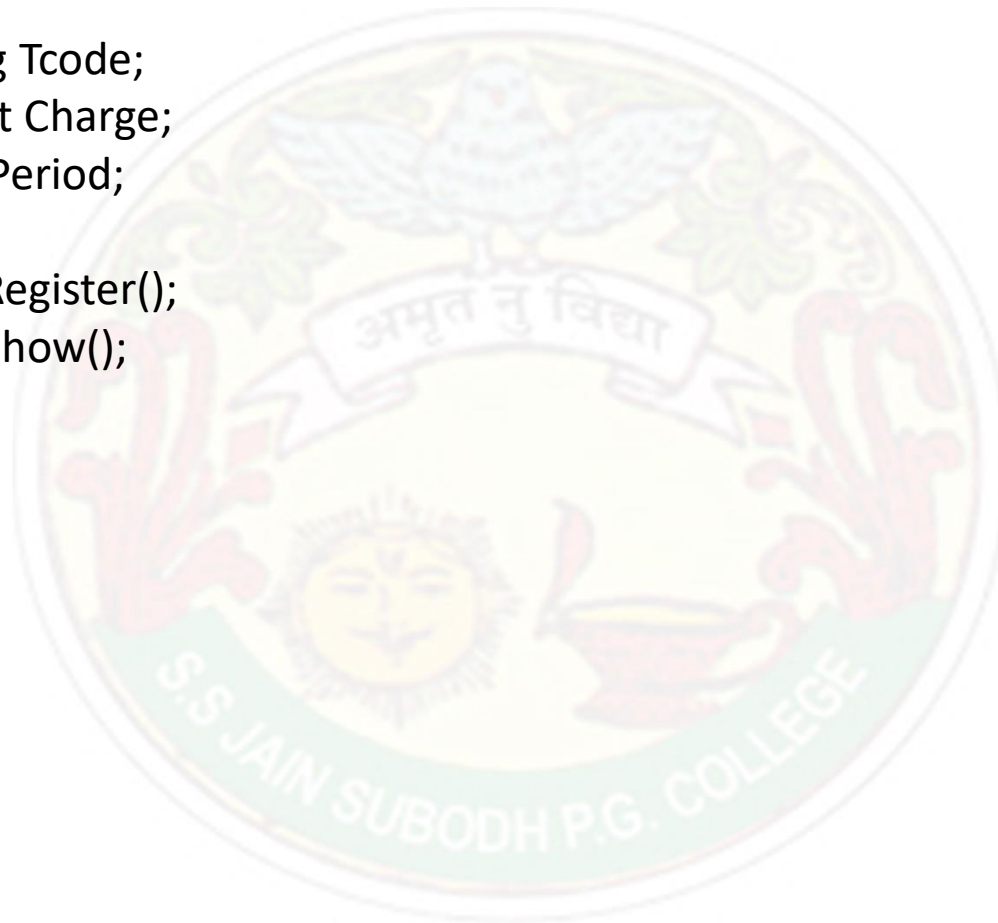 g Tcode;
t Charge;
Period;
Register();
how();
अमृत नु विद्या
S.S JAIN SUBODH P.G. COLLEGE